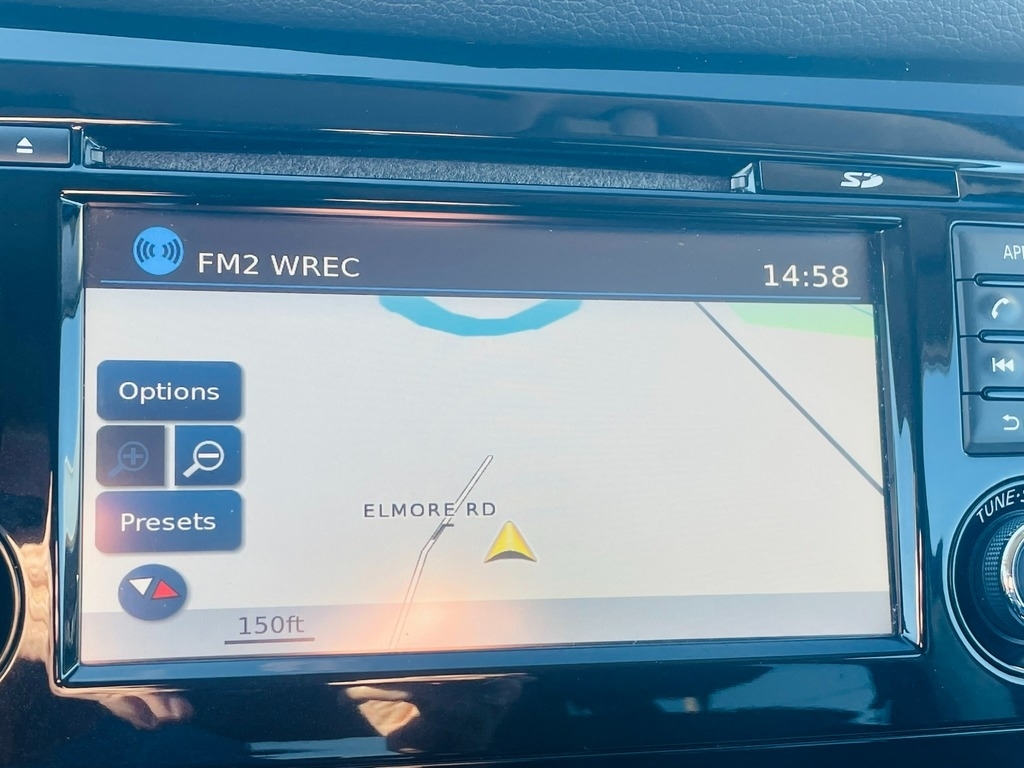 SD
FM2 WREC
14:58
Options
Presets
ELMORE RD
150ft
TUNE